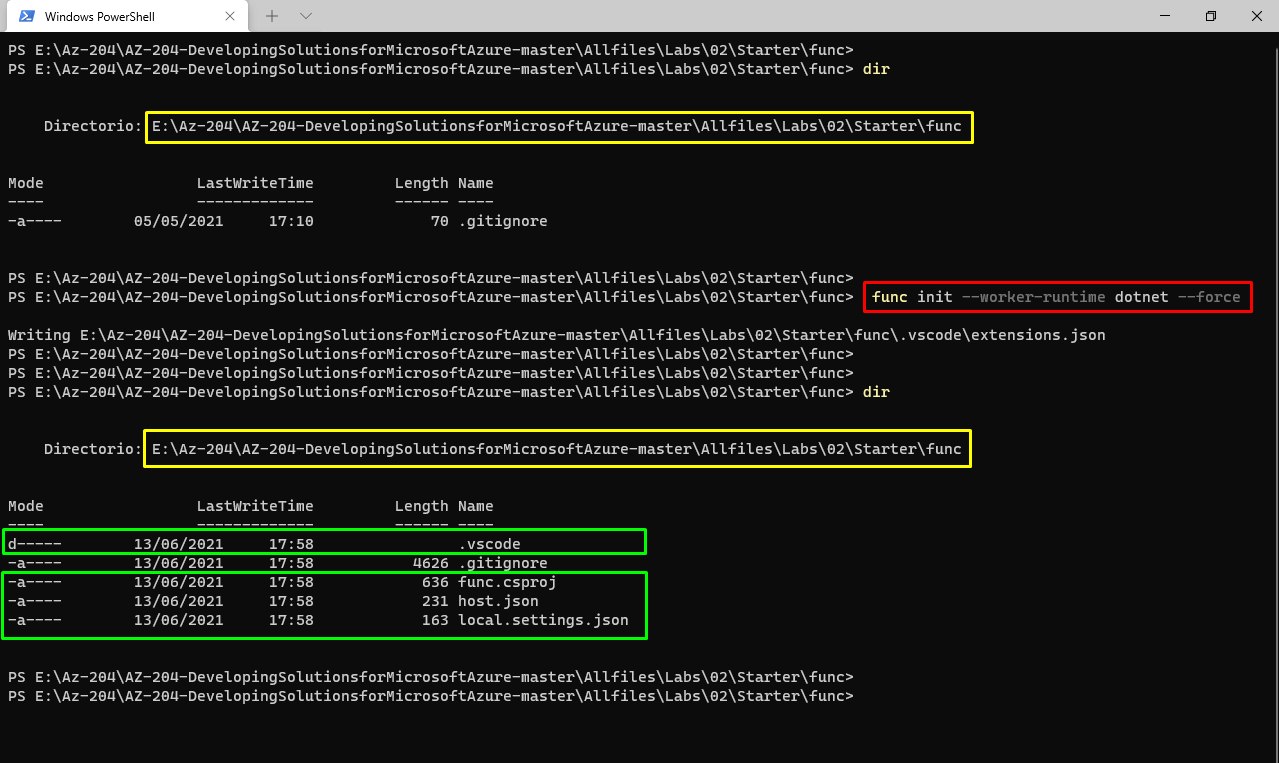 Windows PowerShell
PS E:\Az-204\AZ-204-DevelopingSolutionsforMicrosoftAzure-master\Allfiles\Labs\02\Starter\func>
PS E:\Az-204\AZ-204-DevelopingSolutionsforMicrosoftAzure-master\Allfiles\Labs\02\Starter\func> dir
Directorio: E:\Az-204\AZ-204-DevelopingSolutionsforMicrosoftAzure-master\Allfiles\Labs\02\Starter\func
Mode                 LastWriteTime         Length Name
----                 -------------         ------ ----
-a----        05/05/2021     17:10             70 .gitignore
PS E:\Az-204\AZ-204-DevelopingSolutionsforMicrosoftAzure-master\Allfiles\Labs\02\Starter\func>
PS E:\Az-204\AZ-204-DevelopingSolutionsforMicrosoftAzure-master\Allfiles\Labs\02\Starter\func> func init --worker-runtime dotnet --force
Writing E:\Az-204\AZ-204-DevelopingSolutionsforMicrosoftAzure-master\Allfiles\Labs\02\Starter\func\.vscode\extensions.json
PS E:\Az-204\AZ-204-DevelopingSolutionsforMicrosoftAzure-master\Allfiles\Labs\02\Starter\func>
PS E:\Az-204\AZ-204-DevelopingSolutionsforMicrosoftAzure-master\Allfiles\Labs\02\Starter\func>
PS E:\Az-204\AZ-204-DevelopingSolutionsforMicrosoftAzure-master\Allfiles\Labs\02\Starter\func> dir
Directorio: E:\Az-204\AZ-204-DevelopingSolutionsforMicrosoftAzure-master\Allfiles\Labs\02\Starter\func
Mode                 LastWriteTime         Length Name
----                 -------------         ------ ----
d-----        13/06/2021     17:58                .vscode
-a----        13/06/2021     17:58           4626 .gitignore
-a----        13/06/2021     17:58            636 func.csproj
-a----        13/06/2021     17:58            231 host.json
-a----        13/06/2021     17:58            163 local.settings.json
PS E:\Az-204\AZ-204-DevelopingSolutionsforMicrosoftAzure-master\Allfiles\Labs\02\Starter\func>
PS E:\Az-204\AZ-204-DevelopingSolutionsforMicrosoftAzure-master\Allfiles\Labs\02\Starter\func>